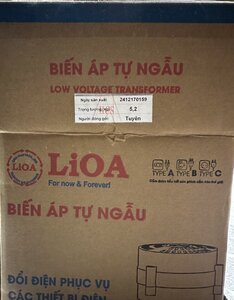 BIẾN ÁP TỰ NGẪU
LOW VOLTAGE TRANSFORMER
Ngày sản xuất 2412170159
Trọng lượng (kg) 5,2
Người đóng gói: Tuyên
LiOA LiOA
For now & Forever!
TYPE A TYPE B TYPE C
BIẾN ÁP TỰ NGẪU
ĐỔI ĐIỆN PHỤC VỤ
CÁC THIẾT BỊ ĐIỆN